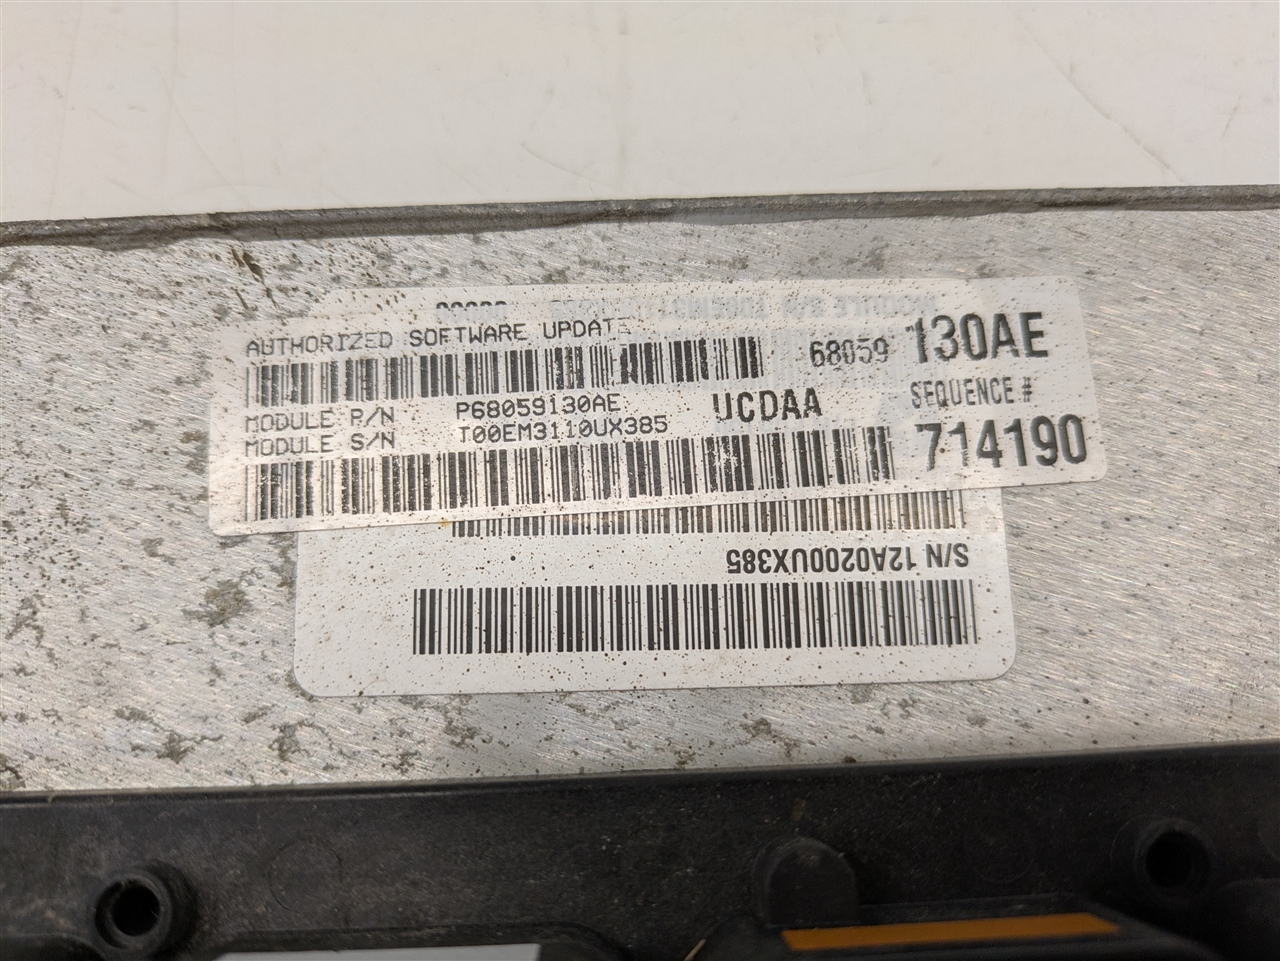 AUTHORIZED SOFTWARE UPDATE
68059 130AE
MODULE P/N P68059130AE UCDAA SEQUENCE #
MODULE S/N T00EM3110UX385 714190
S/N 12A0200UX385